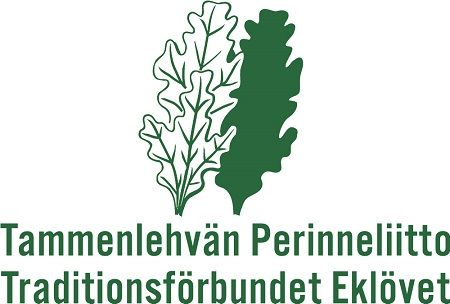 Tammenlehvän Perinneliitto
Traditionsförbundet Eklövet